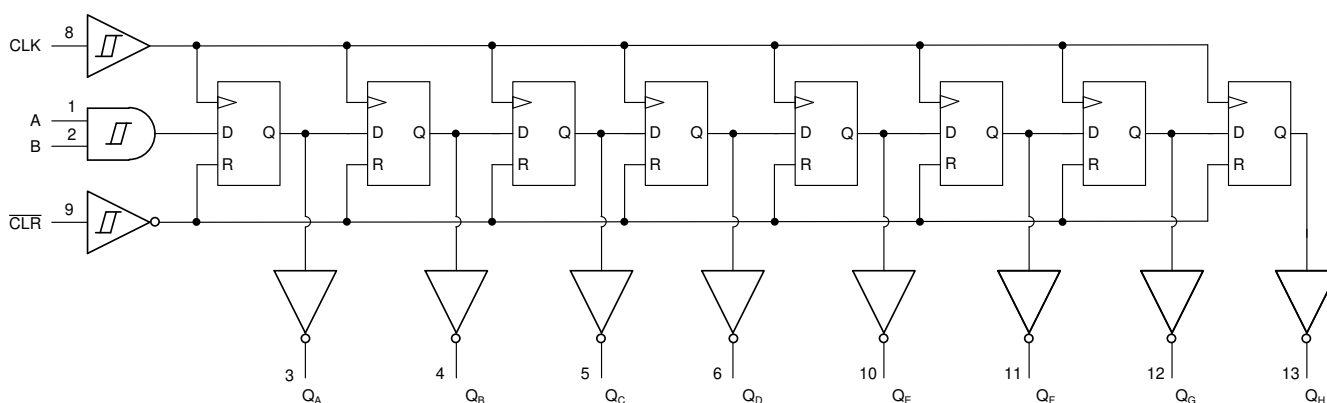 CLK 8
A 1
B 2
D Q D Q D Q D Q D Q D Q D Q D Q
R R R R R R R R
CLR 9
3 4 5 6 10 11 12 13
QA QB QC QD QE QF QG QH